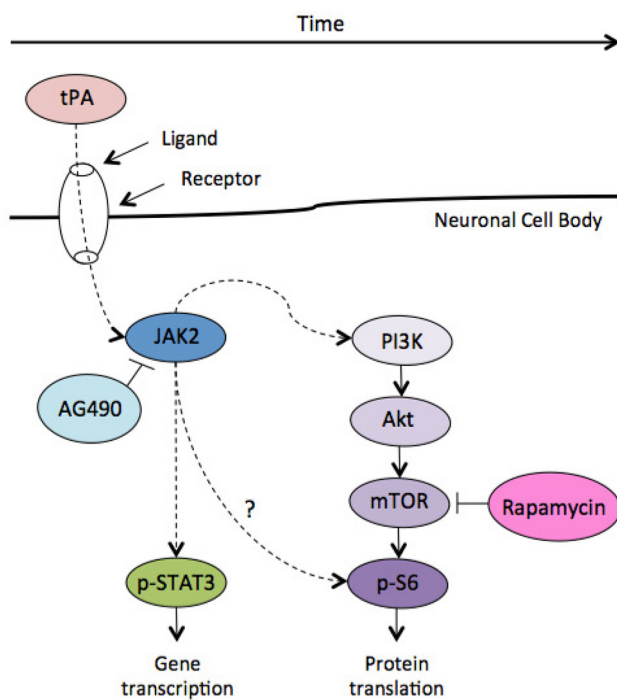 Time
tPA
Ligand
Receptor
Neuronal Cell Body
JAK2
PI3K
AG490
Akt
mTOR
Rapamycin
?
p-STAT3
p-S6
Gene
transcription
Protein
translation